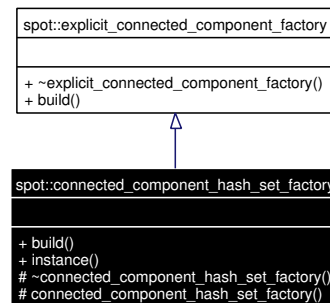 spot::explicit_connected_component_factory
+ ~explicit_connected_component_factory()
+ build()
spot::connected_component_hash_set_factory
+ build()
+ instance()
# ~connected_component_hash_set_factory()
# connected_component_hash_set_factory()